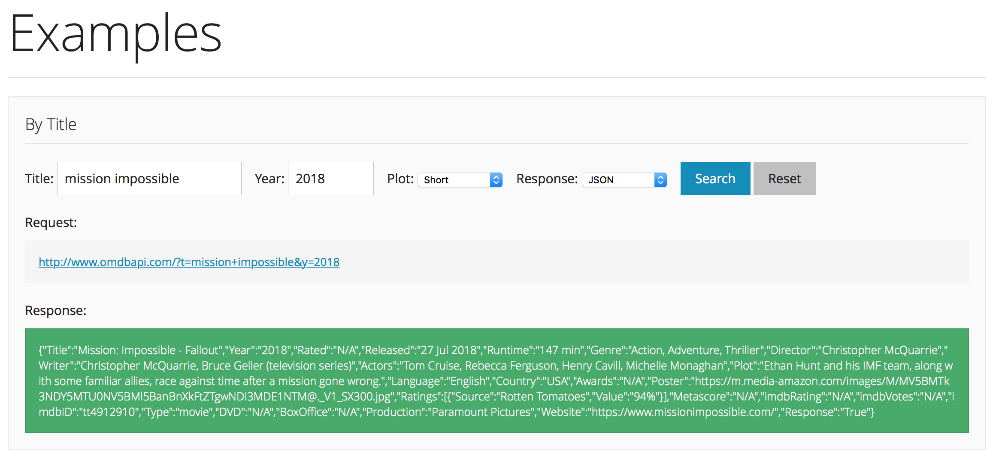 Examples
By Title
Title: mission impossible Year: 2018 Plot: Short Response: JSON Search Reset
Request:
http://www.omdbapi.com/?t=mission+impossible&y=2018
Response:
{"Title":"Mission: Impossible - Fallout","Year":"2018","Rated":"N/A","Released":"27 Jul 2018","Runtime":"147 min","Genre":"Action, Adventure, Thriller","Director":"Christopher McQuarrie","
Writer":"Christopher McQuarrie, Bruce Geller (television series)","Actors":"Tom Cruise, Rebecca Ferguson, Henry Cavill, Michelle Monaghan","Plot":"Ethan Hunt and his IMF team, along w
ith some familiar allies, race against time after a mission gone wrong.","Language":"English","Country":"USA","Awards":"N/A","Poster":"https://m.media-amazon.com/images/M/MV5BMTk
3NDY5MTU0NV5BMl5BanBnXkFtZTgwNDI3MDE1NTM@._V1_SX300.jpg","Ratings":[{"Source":"Rotten Tomatoes","Value":"94%"}],"Metascore":"N/A","imdbRating":"N/A","imdbVotes":"N/A","i
mdbID":"tt4912910","Type":"movie","DVD":"N/A","BoxOffice":"N/A","Production":"Paramount Pictures","Website":"https://www.missionimpossible.com/","Response":"True"}